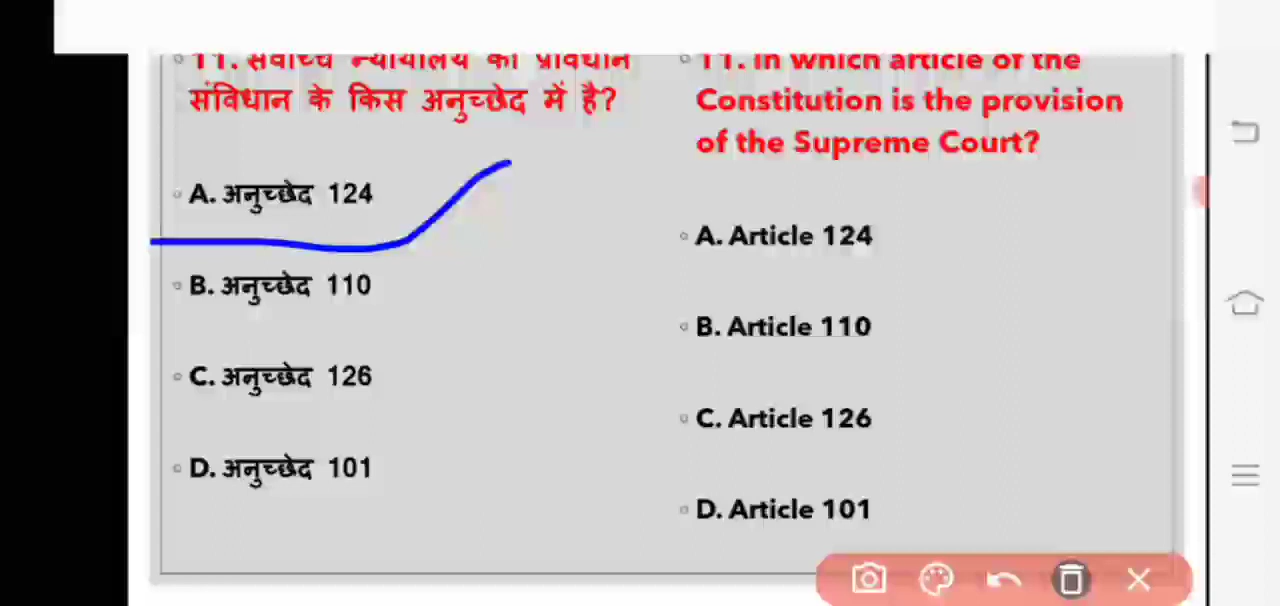 11. सर्वोच्च न्यायालय का प्रावधान
संविधान के किस अनुच्छेद में है?
A. अनुच्छेद 124
B. अनुच्छेद 110
C. अनुच्छेद 126
D. अनुच्छेद 101
11. In which article of the
Constitution is the provision
of the Supreme Court?
A. Article 124
B. Article 110
C. Article 126
D. Article 101